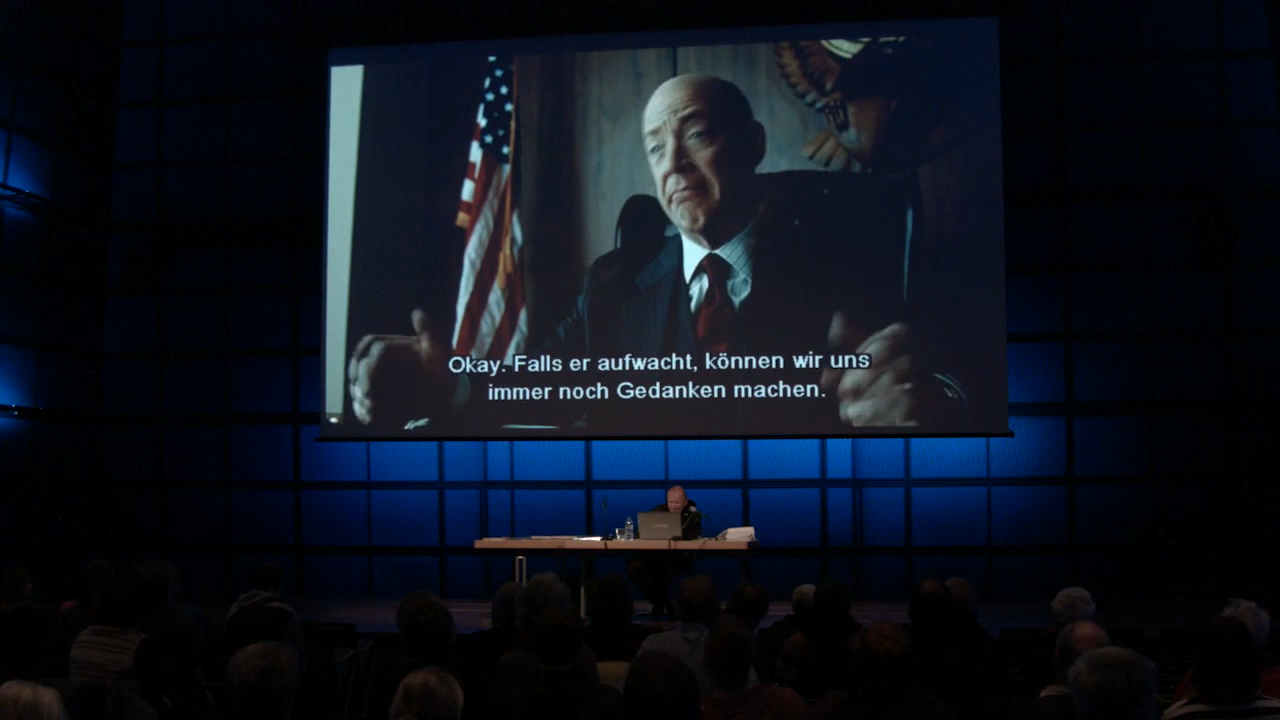 Okay. Falls er aufwacht, können wir uns
immer noch Gedanken machen.